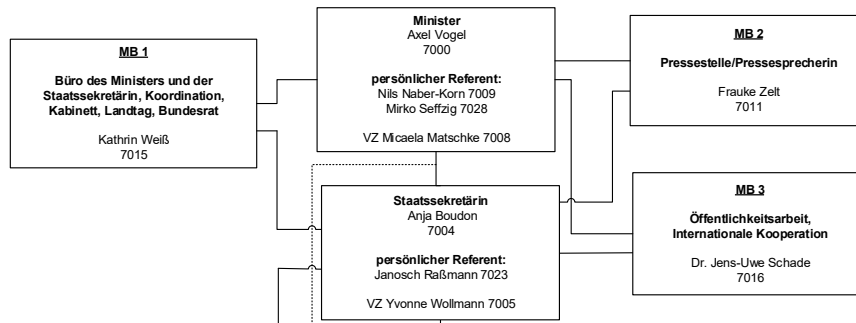 MB 1
Büro des Ministers und der
Staatssekretärin, Koordination,
Kabinett, Landtag, Bundesrat
Kathrin Weiß
7015
Minister
Axel Vogel
7000
persönlicher Referent:
Nils Naber-Korn 7009
Mirko Seffzig 7028
VZ Micaela Matschke 7008
MB 2
Pressestelle/Pressesprecherin
Frauke Zelt
7011
Staatssekretärin
Anja Boudon
7004
persönlicher Referent:
Janosch Raßmann 7023
VZ Yvonne Wollmann 7005
MB 3
Öffentlichkeitsarbeit,
Internationale Kooperation
Dr. Jens-Uwe Schade
7016